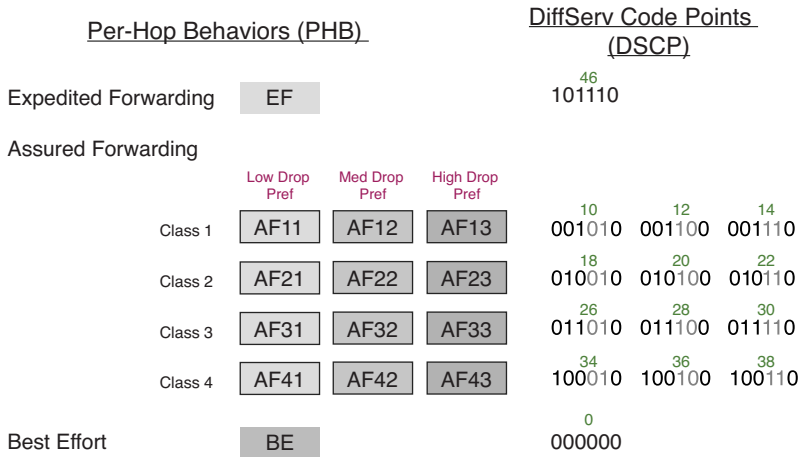 Per-Hop Behaviors (PHB)
DiffServ Code Points
(DSCP)
Expedited Forwarding EF
46
101110
Assured Forwarding
Low Drop Pref
Med Drop Pref
High Drop Pref
10 12 14
Class 1 AF11 AF12 AF13 001010 001100 001110
18 20 22
Class 2 AF21 AF22 AF23 010010 010100 010110
26 28 30
Class 3 AF31 AF32 AF33 011010 011100 011110
34 36 38
Class 4 AF41 AF42 AF43 100010 100100 100110
0
Best Effort BE 000000